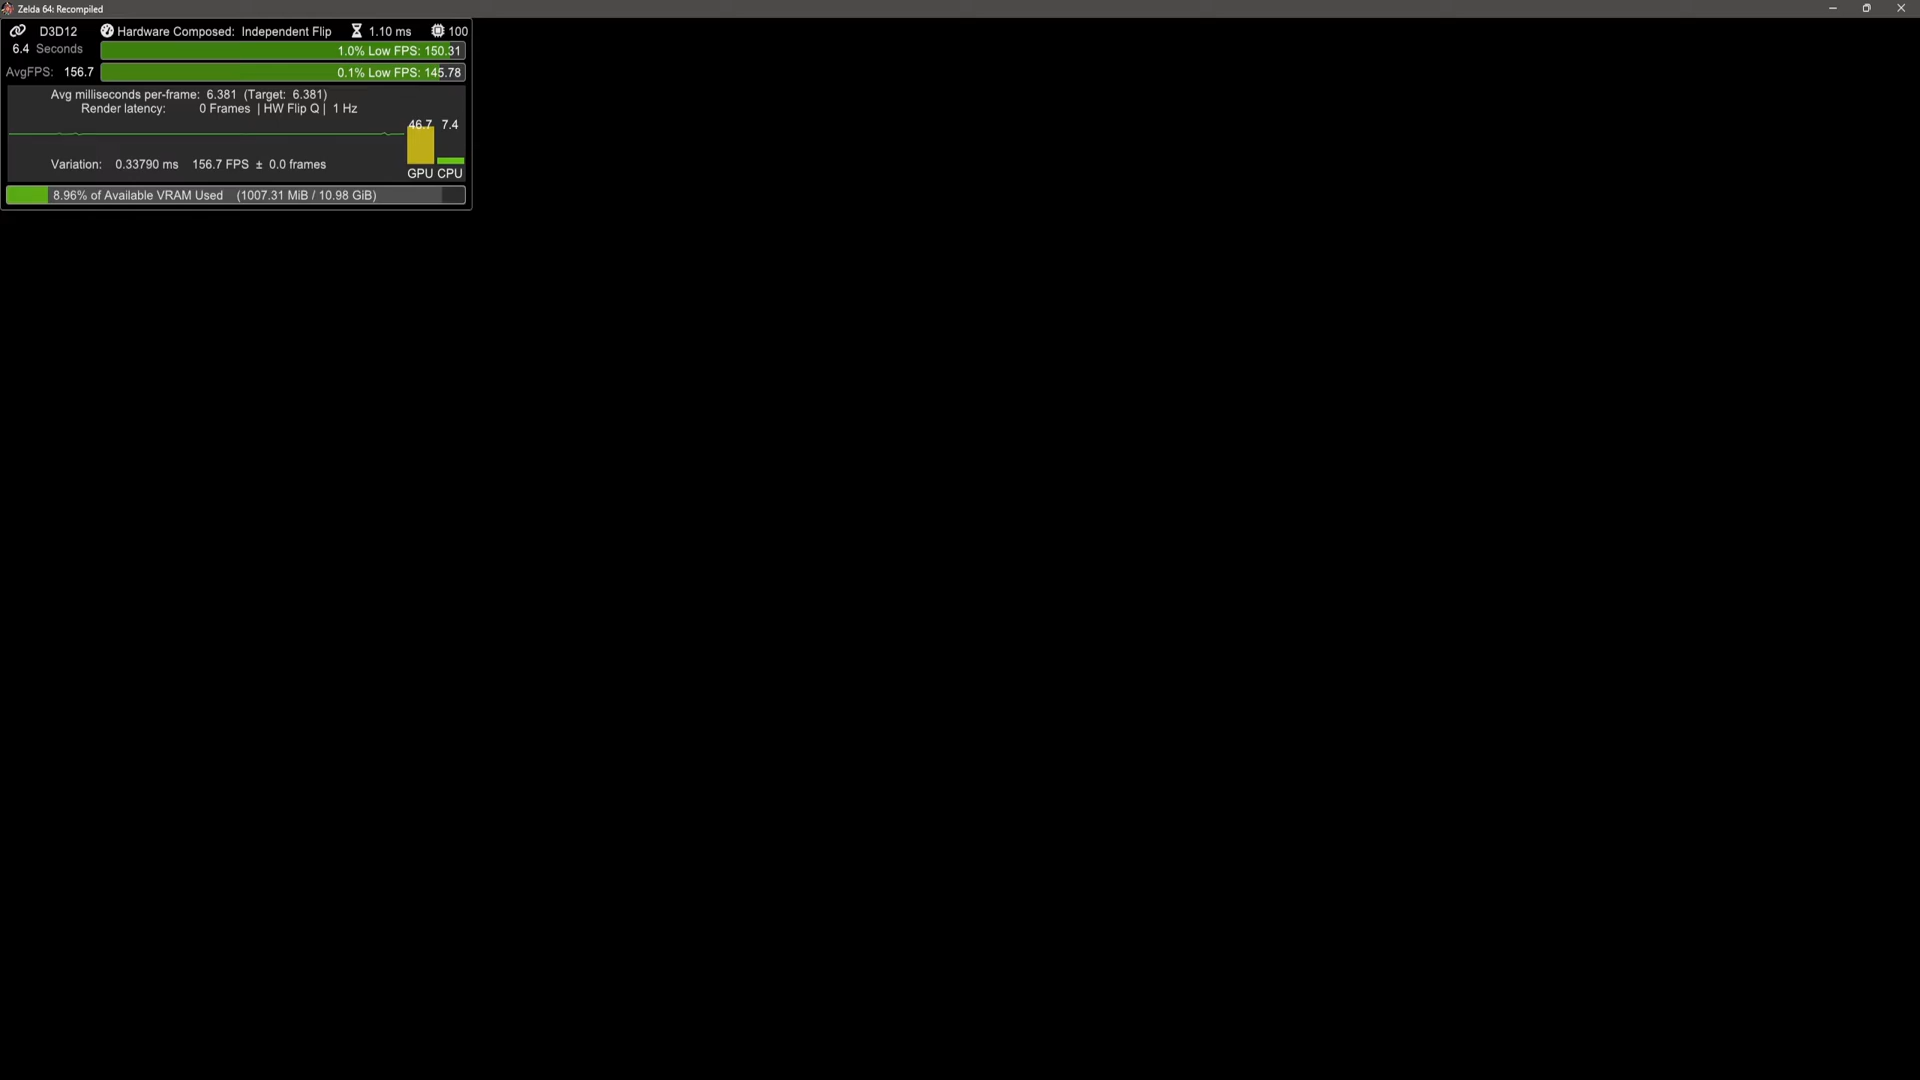 Zelda 64: Recompiled
D3D12 Hardware Composed: Independent Flip 1.10 ms 100
6.4 Seconds 1.0% Low FPS: 150.31
AvgFPS: 156.7 0.1% Low FPS: 145.78
Avg milliseconds per-frame: 6.381 (Target: 6.381)
Render latency: 0 Frames | HW Flip Q | 1 Hz
46.7 7.4
Variation: 0.33790 ms 156.7 FPS ± 0.0 frames
GPU CPU
8.96% of Available VRAM Used (1007.31 MiB / 10.98 GiB)